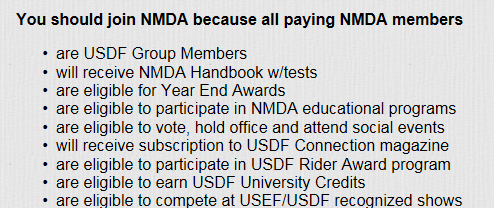 You should join NMDA because all paying NMDA members
• are USDF Group Members
• will receive NMDA Handbook w/tests
• are eligible for Year End Awards
• are eligible to participate in NMDA educational programs
• are eligible to vote, hold office and attend social events
• will receive subscription to USDF Connection magazine
• are eligible to participate in USDF Rider Award program
• are eligible to earn USDF University Credits
• are eligible to compete at USEF/USDF recognized shows